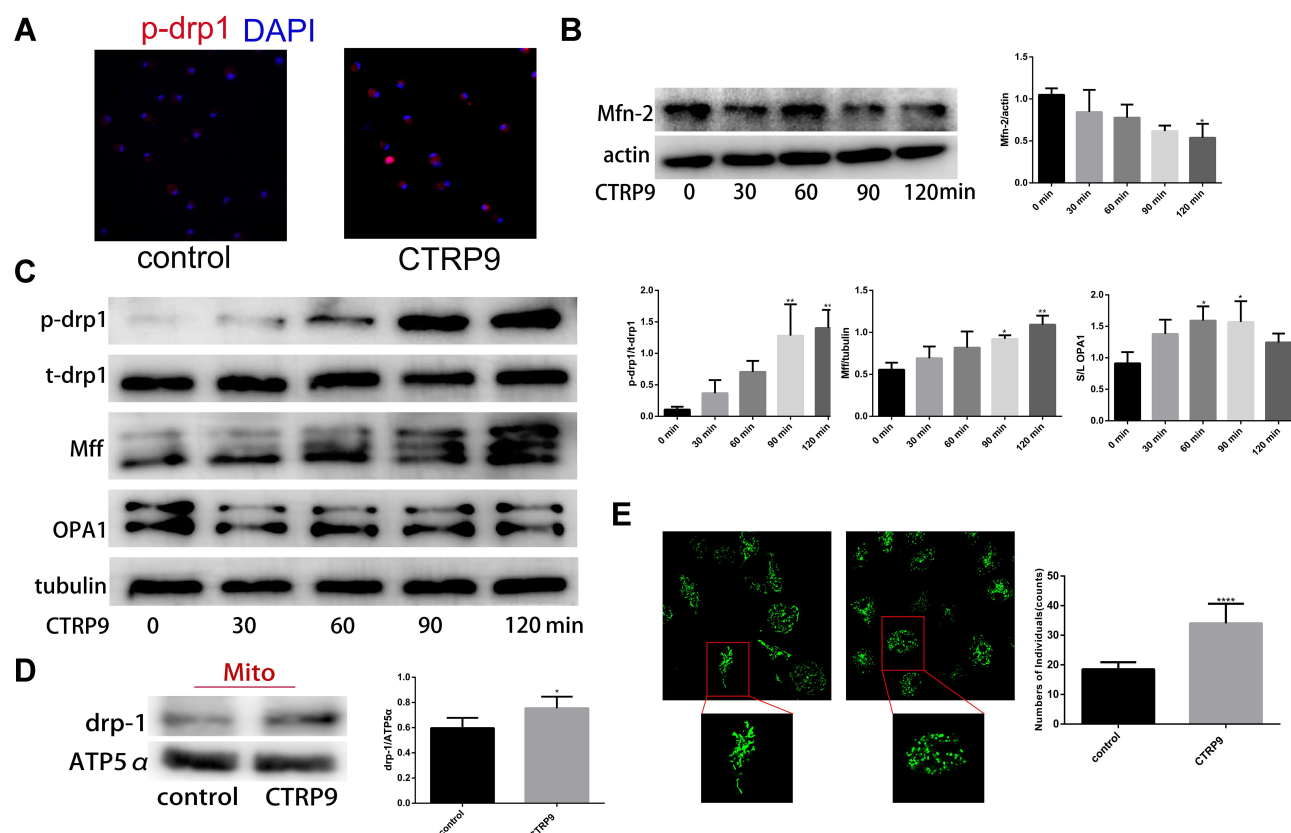 A
p-drp1 DAPI
control
CTRP9
B
Mfn-2
actin
CTRP9 0 30 60 90 120min
Mfn-2/actin
1.5
1.0
0.5
0.0
*
0 min
30 min
60 min
90 min
120 min
C
p-drp1
t-drp1
Mff
OPA1
tubulin
CTRP9 0 30 60 90 120 min
p-drp1/t-drp1
2.0
1.5
1.0
0.5
0.0
**
**
0 min
30 min
60 min
90 min
120 min
Mff/tubulin
1.5
1.0
0.5
0.0
*
**
0 min
30 min
60 min
90 min
120 min
S/L OPA1
2.0
1.5
1.0
0.5
0.0
*
*
0 min
30 min
60 min
90 min
120 min
D
Mito
drp-1
ATP5 α
control CTRP9
drp-1/ATP5α
1.0
0.8
0.6
0.4
0.2
0.0
*
control
CTRP9
E
Numbers of Individuals(counts)
50
40
30
20
10
0
****
control
CTRP9